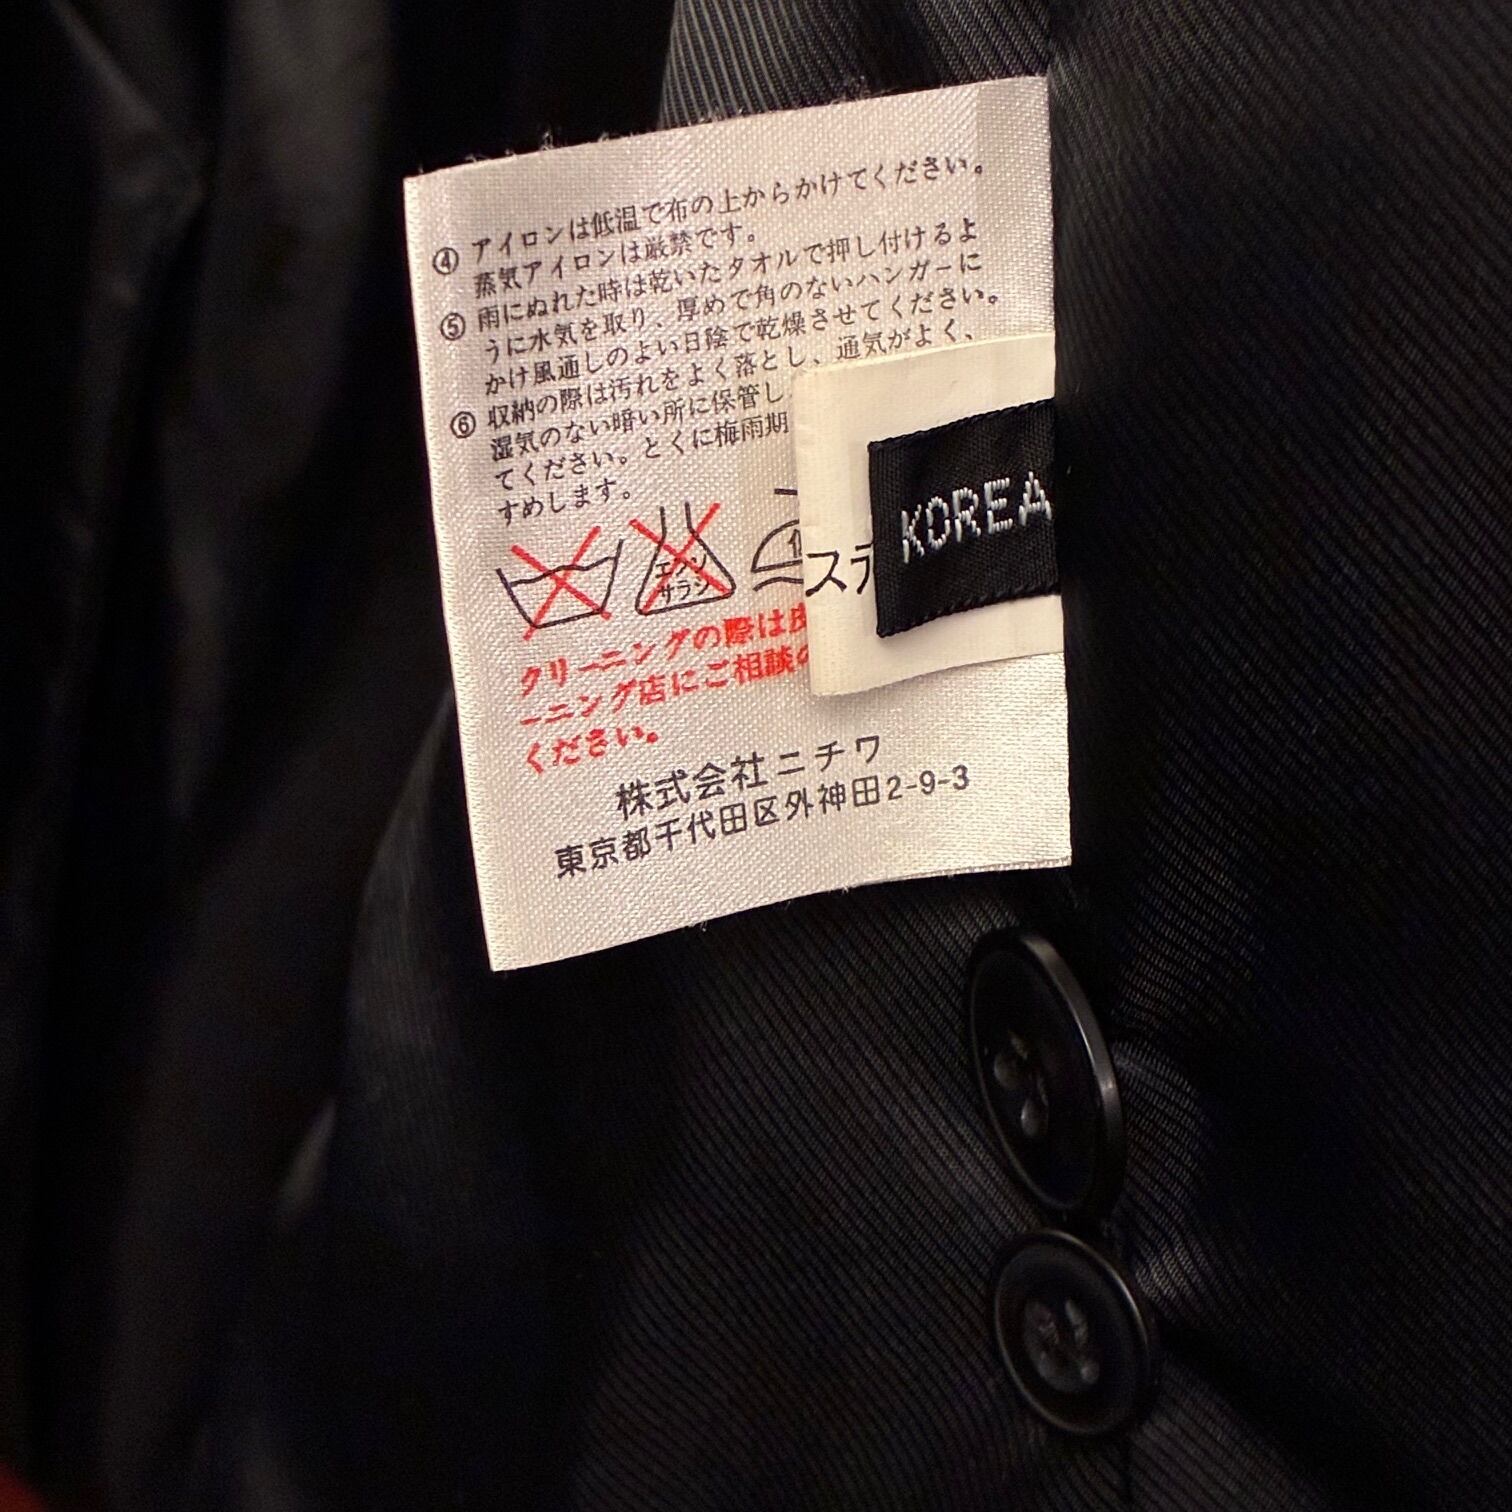 ④ アイロンは低温で布の上からかけてください。
蒸気アイロンは厳禁です。
⑤ 雨にぬれた時は乾いたタオルで押し付けるよ
うに水気を取り、厚めで角のないハンガーに
かけ風通しのよい日陰で乾燥させてください。
⑥ 収納の際は汚れをよく落とし、通気がよく、
湿気のない暗い所に保管し
てください。とくに梅雨期
すめします。
エンソ
サラシ
クリーニングの際は皮
ーニング店にご相談の
ください。
ステ
KOREA
株式会社ニチワ
東京都千代田区外神田2-9-3